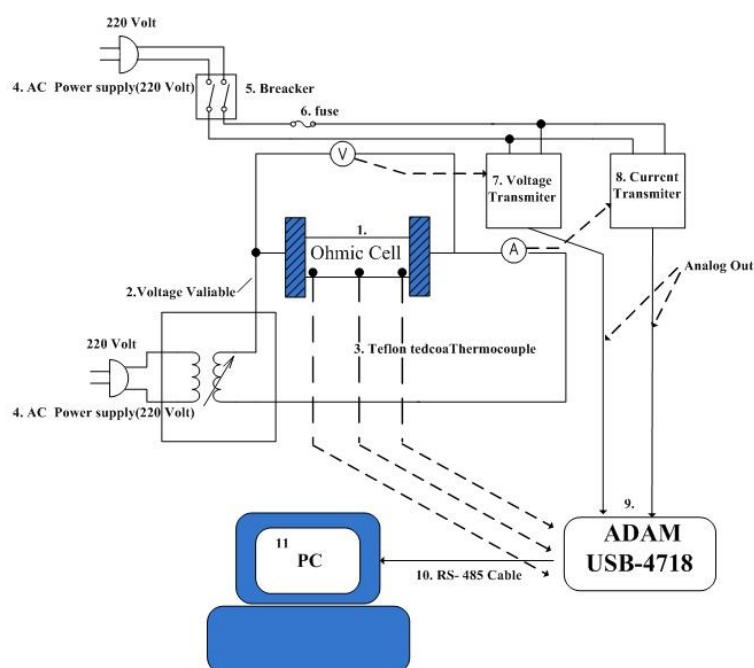 220 Volt
4. AC Power supply(220 Volt)
5. Breacker
6. fuse
V
7. Voltage
Transmiter
8. Current
Transmiter
1.
Ohmic Cell
A
2.Voltage Valiable
Analog Out
220 Volt
3. Teflon tedcoaThermocouple
4. AC Power supply(220 Volt)
9.
ADAM
USB-4718
11
PC
10. RS- 485 Cable